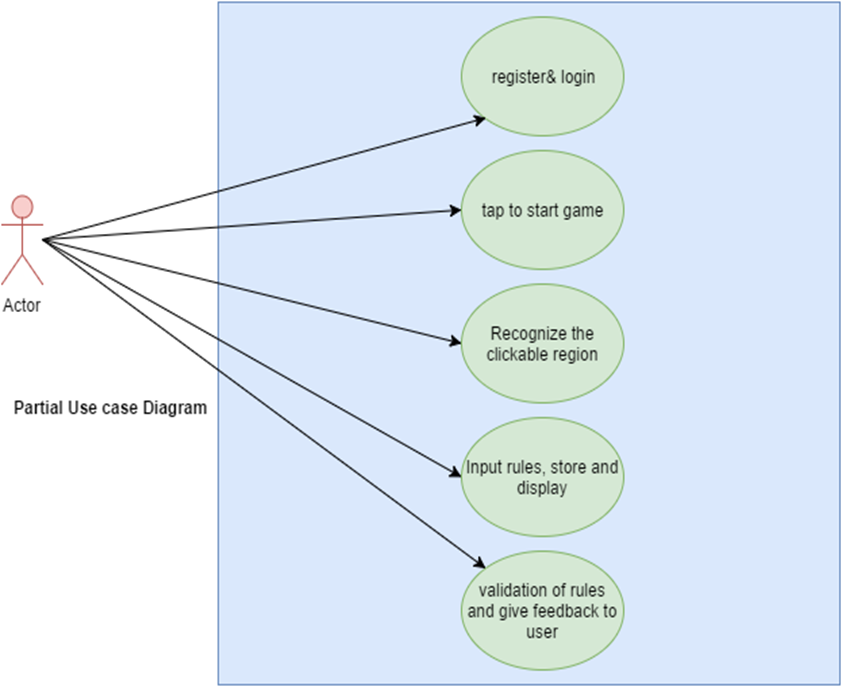 register& login
tap to start game
Recognize the
clickable region
Actor
Partial Use case Diagram
Input rules, store and
display
validation of rules
and give feedback to
user